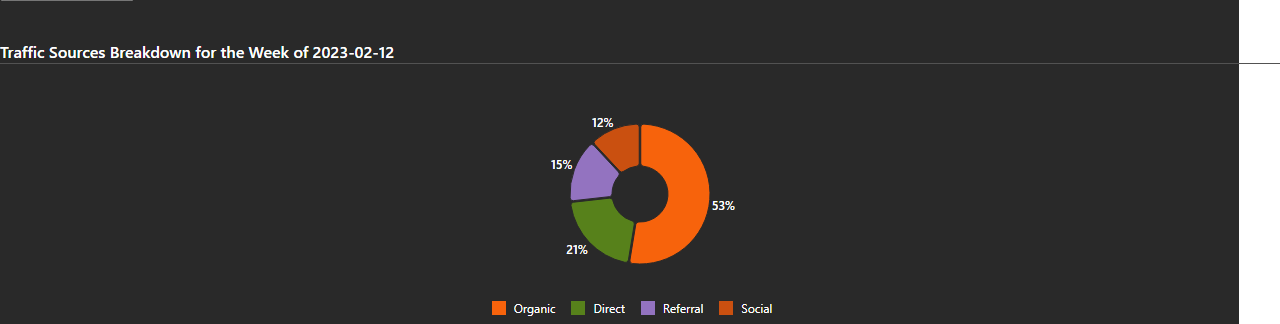 Traffic Sources Breakdown for the Week of 2023-02-12
12%
15%
53%
21%
Organic Direct Referral Social